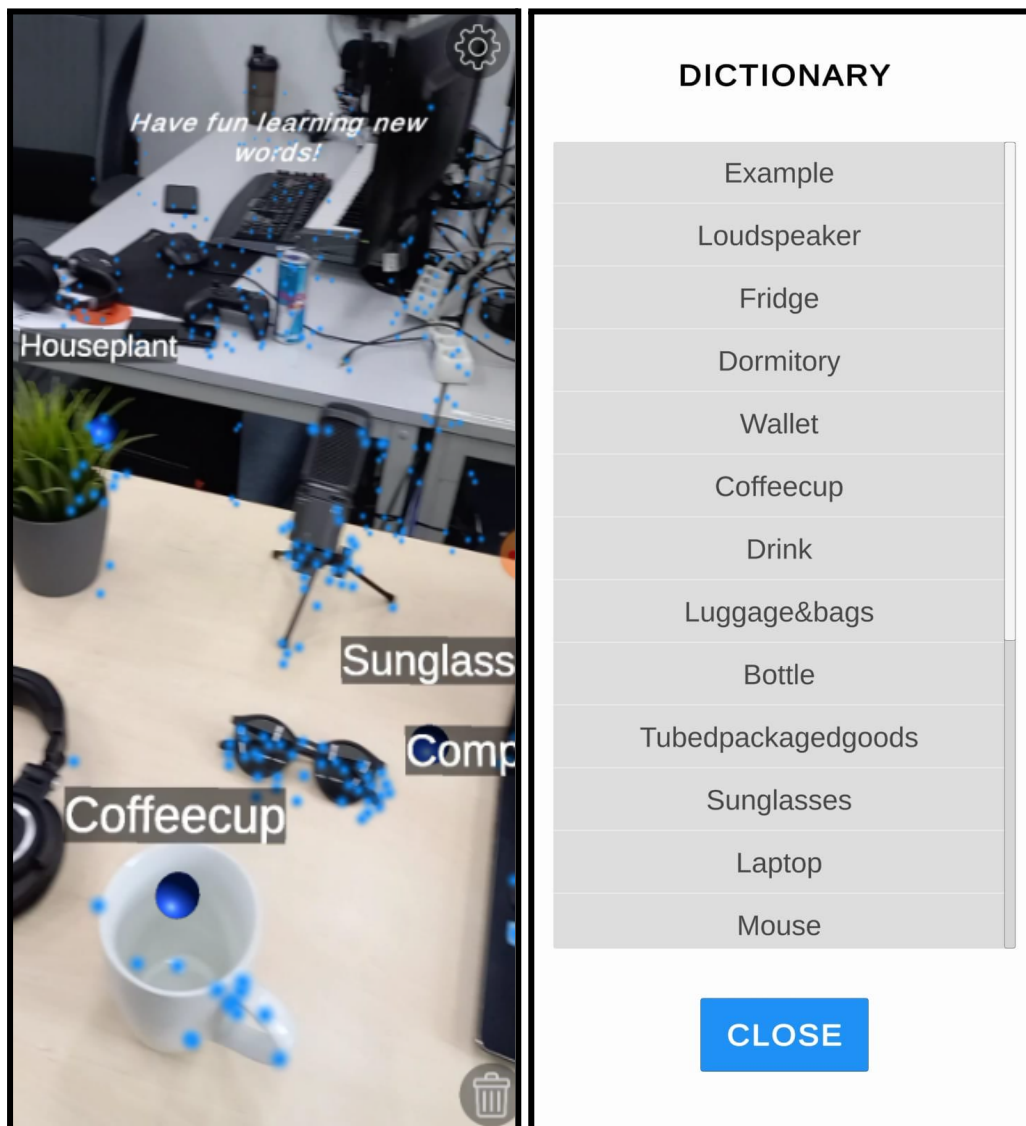 Have fun learning new
words!
Houseplant
Sunglass
Comp
Coffeecup
DICTIONARY
Example
Loudspeaker
Fridge
Dormitory
Wallet
Coffeecup
Drink
Luggage&bags
Bottle
Tubedpackagedgoods
Sunglasses
Laptop
Mouse
CLOSE